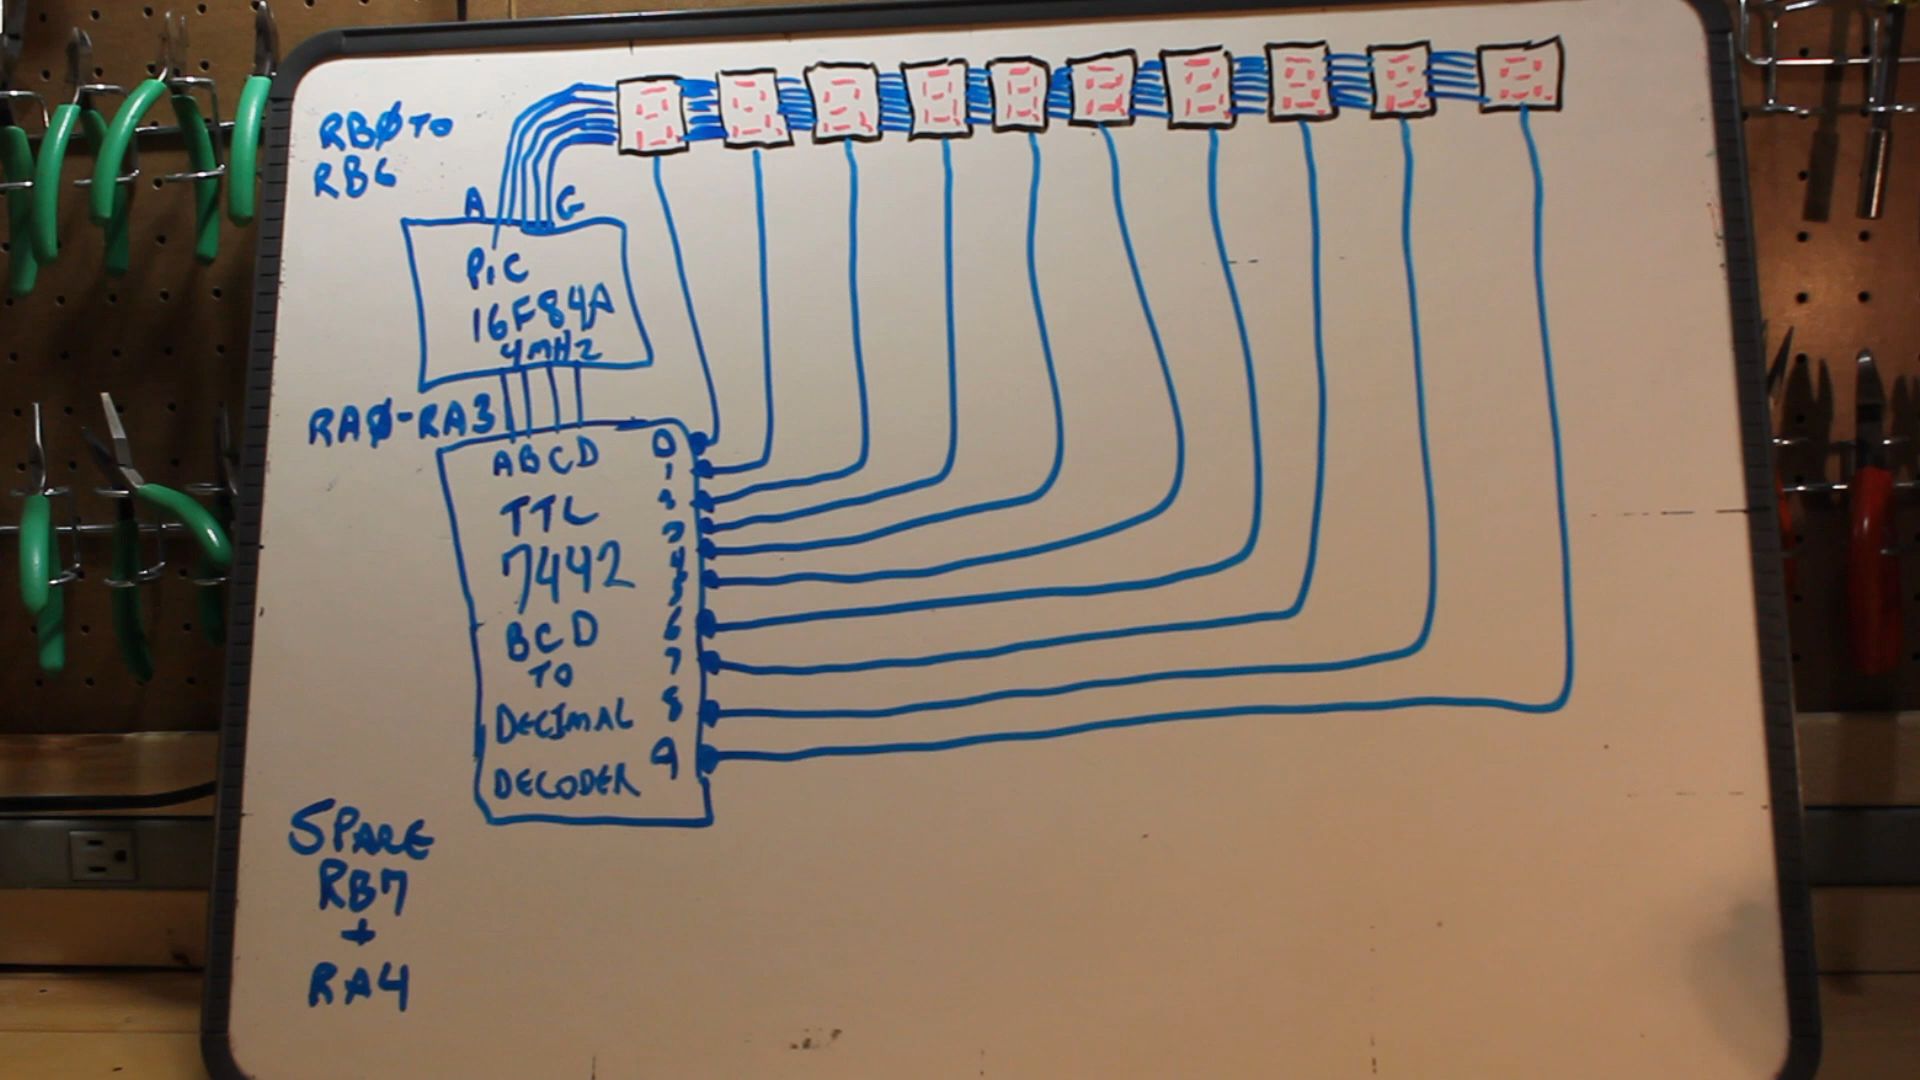 RBØ TO
RB6
A G
PIC
16F84A
4MHZ
RAØ-RA3
ABCD
TTL
7442
BCD
TO
DECIMAL
DECODER
0
1
2
3
4
5
6
7
8
9
SPARE
RB7
+
RA4